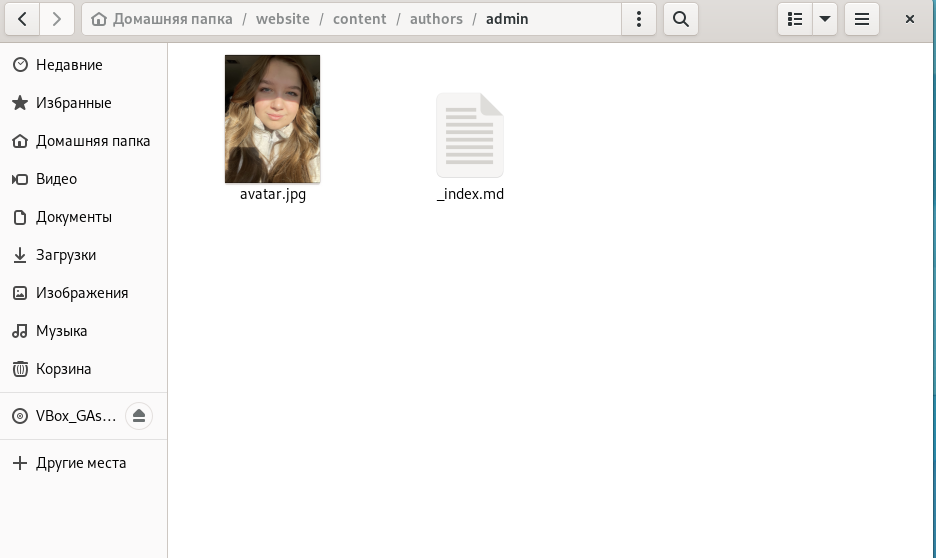 Домашняя папка / website / content / authors / admin
Недавние
Избранные
Домашняя папка
Видео
Документы
Загрузки
Изображения
Музыка
Корзина
VBox_GAs...
Другие места
avatar.jpg
_index.md